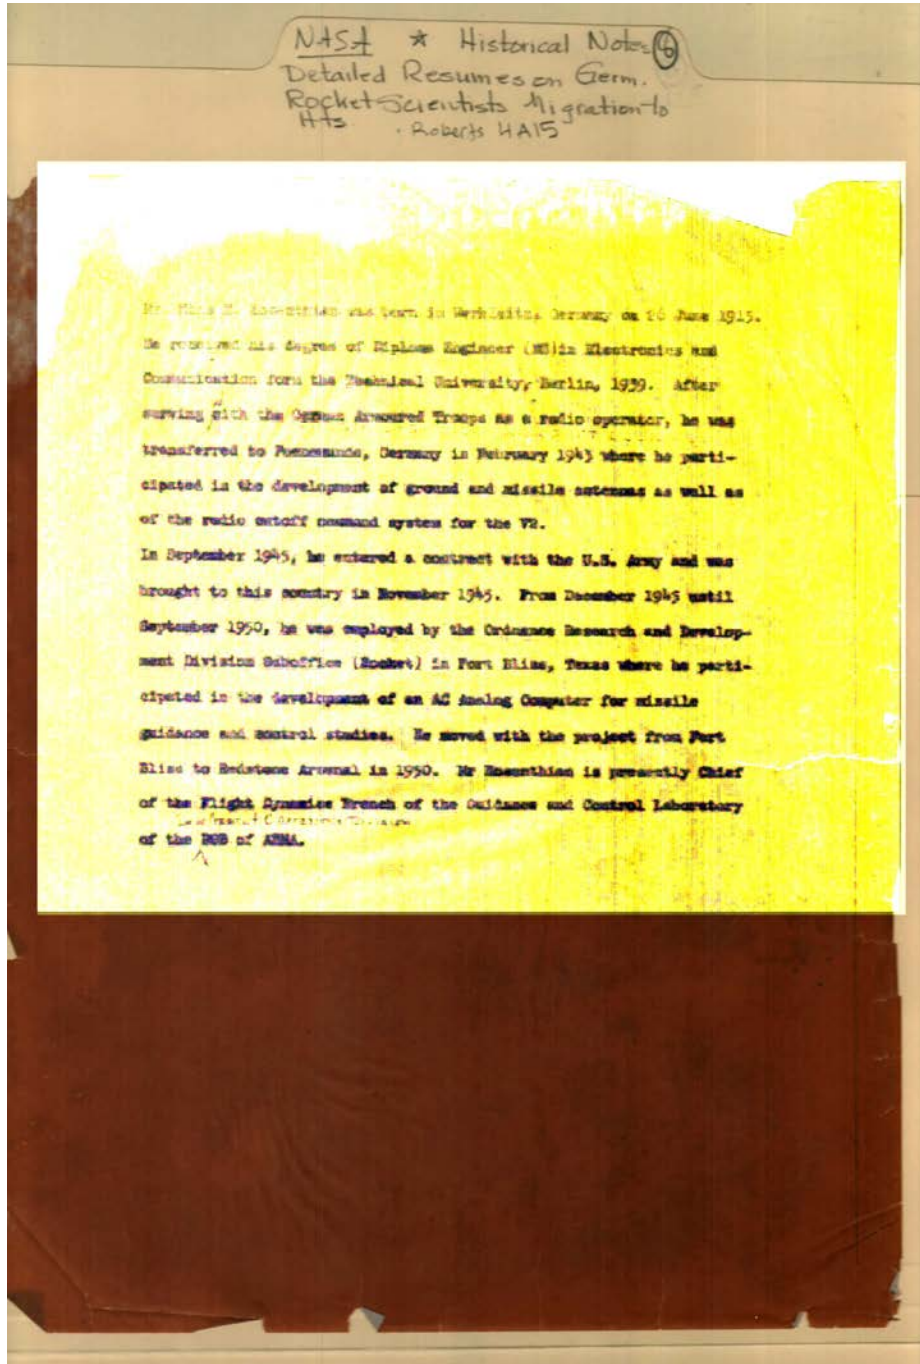 NASA * Historical Notes 6
Detailed Resumes on Germ.
Rocket Scientists Migration to
Hts. Roberts 4A15
was born in Germany on 26 June 1915.
He received his degree of Diplome Engineer (MS)in Electronics and
Communication form the Technical University, Berlin, 1939. After
serving with the German Armoured Troops as a radio operator, he was
transferred to Peenemunde, Germany in February 1943 where he parti-
cipated in the development of ground and missile antennas as well as
of the radio cutoff command system for the V2.
In September 1945, he entered a contract with the U.S. Army and was
brought to this country in November 1945. From December 1945 until
September 1950, he was employed by the Ordnance Research and Develop-
ment Division Suboffice (Rocket) in Fort Bliss, Texas where he parti-
cipated in the development of an AC Analog Computer for missile
guidance and control studies. He moved with the project from Fort
Bliss to Redstone Arsenal in 1950. Mr Hosenthien is presently Chief
of the Flight Dynamics Branch of the Guidance and Control Laboratory
Development Operations Division
of the DOD of ABMA.